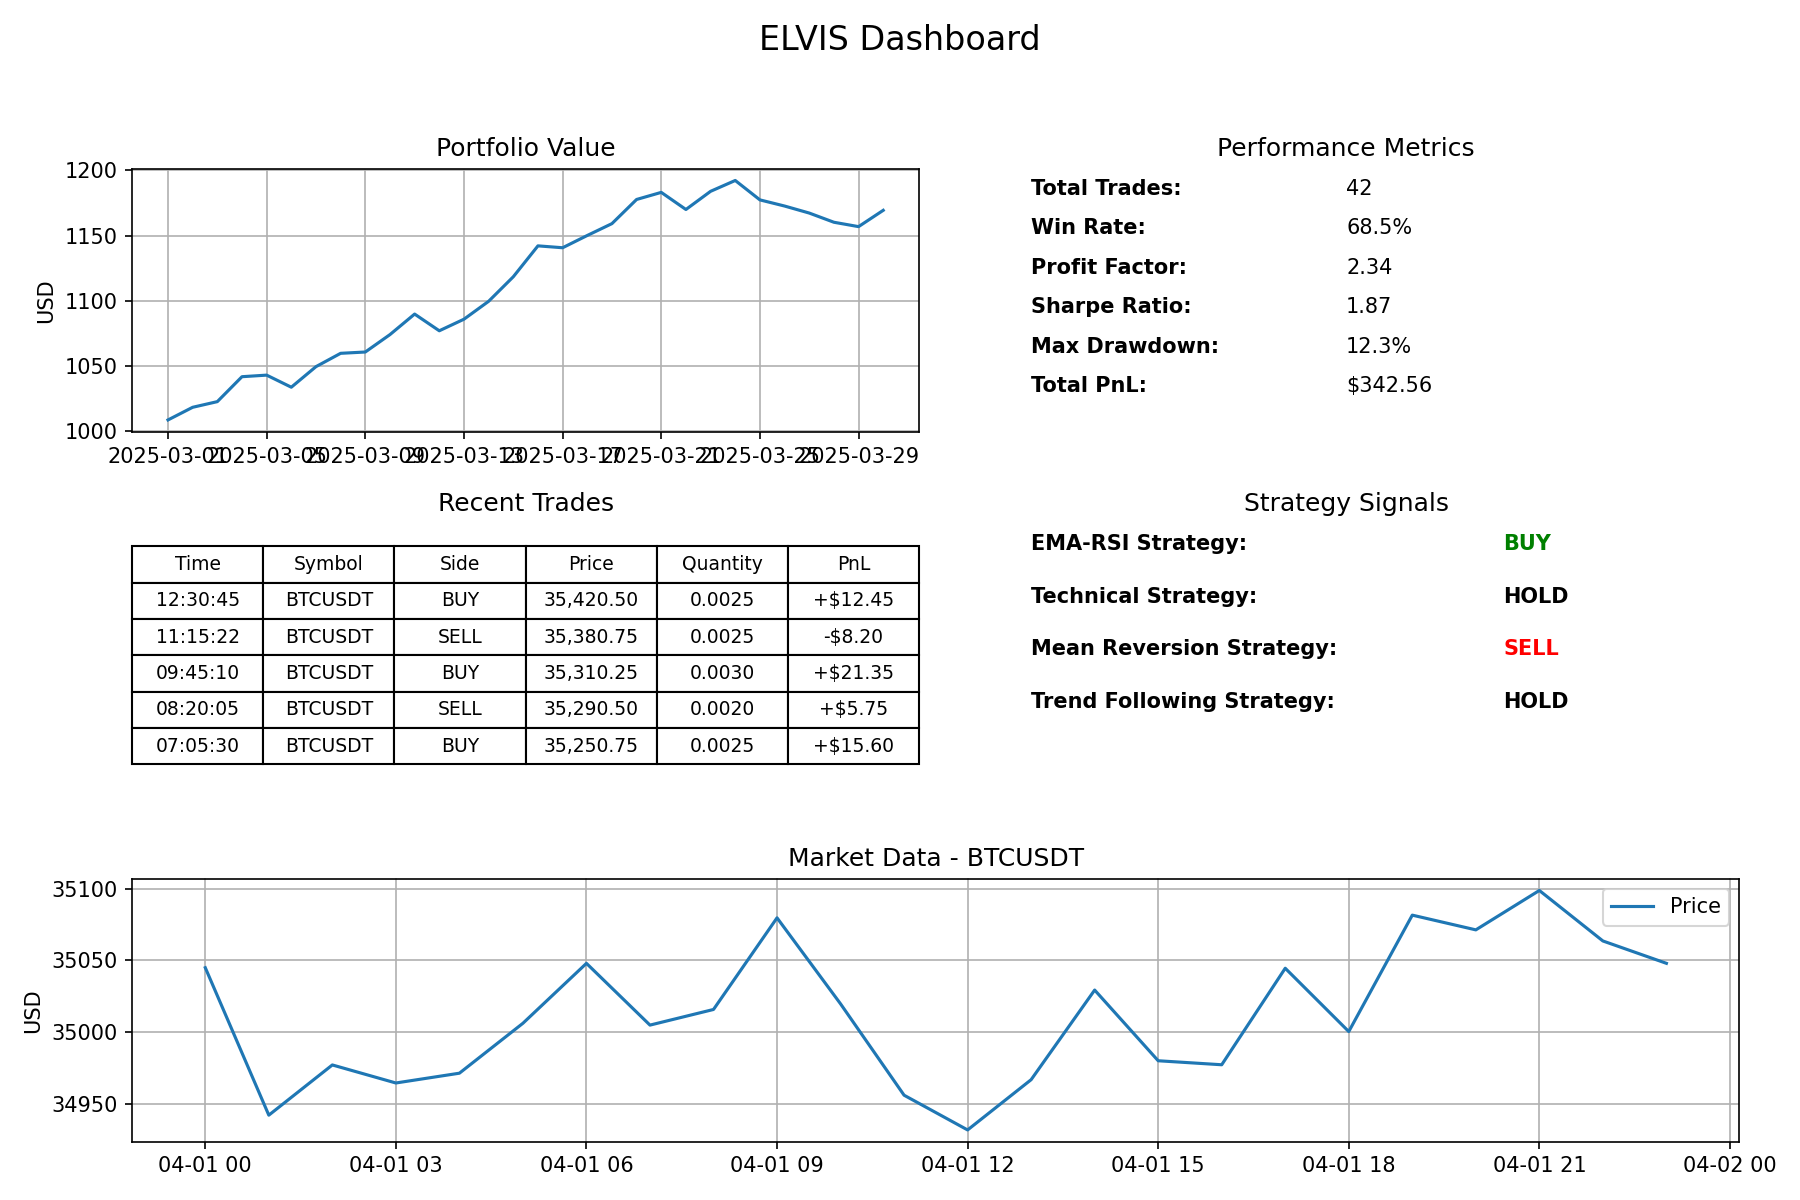 ELVIS Dashboard
Portfolio Value
1200
1150
1100
1050
1000
USD
2025-03-01 2025-03-05 2025-03-09 2025-03-13 2025-03-17 2025-03-21 2025-03-25 2025-03-29
Performance Metrics
Total Trades: 42
Win Rate: 68.5%
Profit Factor: 2.34
Sharpe Ratio: 1.87
Max Drawdown: 12.3%
Total PnL: $342.56
Recent Trades
Time Symbol Side Price Quantity PnL
12:30:45 BTCUSDT BUY 35,420.50 0.0025 +$12.45
11:15:22 BTCUSDT SELL 35,380.75 0.0025 -$8.20
09:45:10 BTCUSDT BUY 35,310.25 0.0030 +$21.35
08:20:05 BTCUSDT SELL 35,290.50 0.0020 +$5.75
07:05:30 BTCUSDT BUY 35,250.75 0.0025 +$15.60
Strategy Signals
EMA-RSI Strategy: BUY
Technical Strategy: HOLD
Mean Reversion Strategy: SELL
Trend Following Strategy: HOLD
Market Data - BTCUSDT
35100
35050
35000
34950
USD
Price
04-01 00 04-01 03 04-01 06 04-01 09 04-01 12 04-01 15 04-01 18 04-01 21 04-02 00